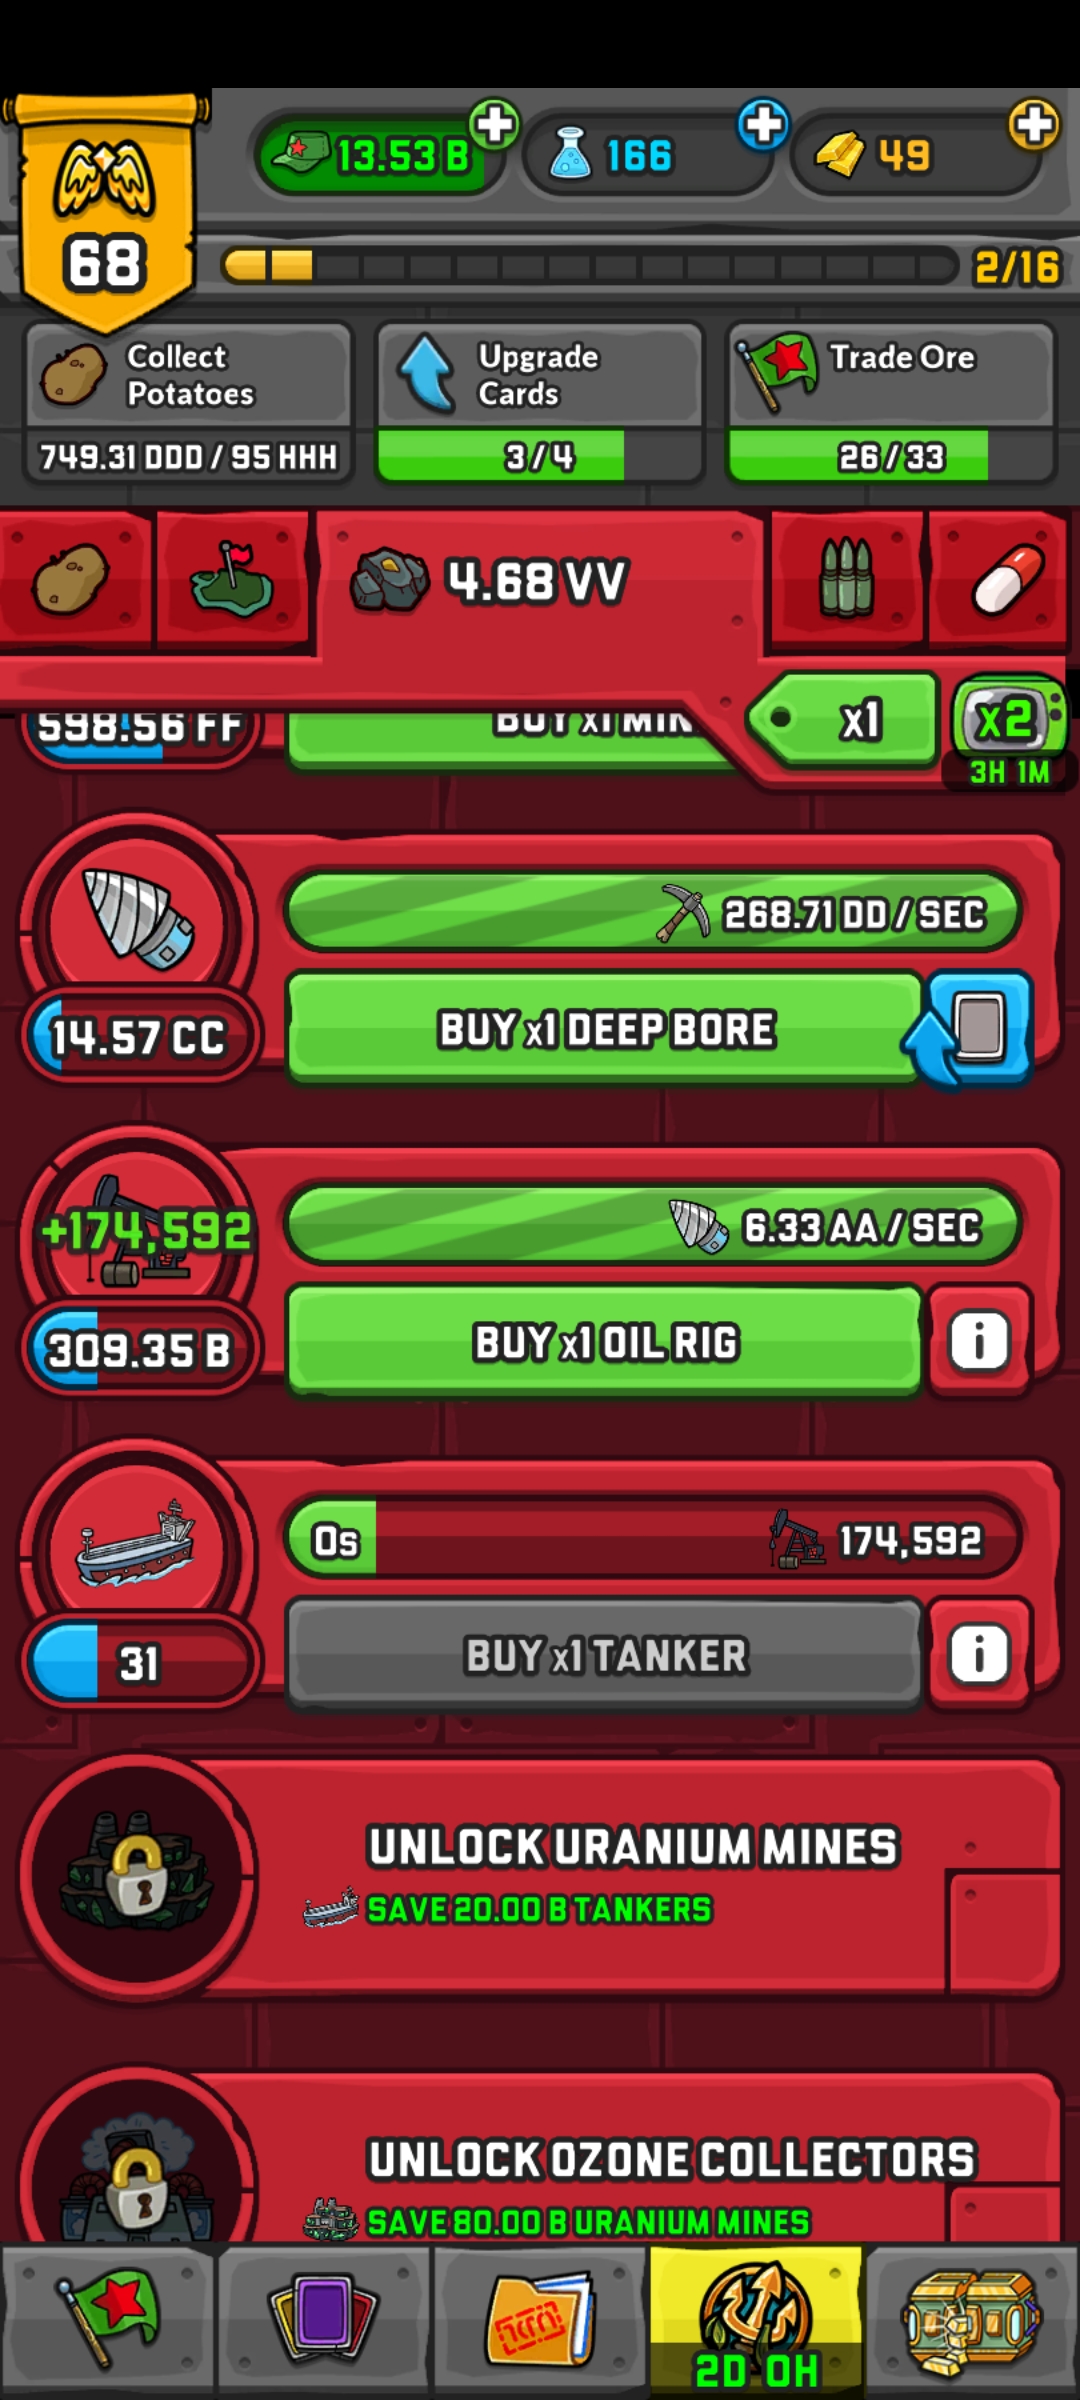 13.53 B
166
49
68
2/16
Collect
Potatoes
749.31 DDD / 95 HHH
Upgrade
Cards
3/4
Trade Ore
26/33
4.68 VV
x1
x2
3H 1M
598.56 FF
BUY x1 MIN
268.71 DD / SEC
14.57 CC
BUY x1 DEEP BORE
+174,592
6.33 AA / SEC
309.35 B
BUY x1 OIL RIG
i
0s
174,592
31
BUY x1 TANKER
i
UNLOCK URANIUM MINES
SAVE 20.00 B TANKERS
UNLOCK OZONE COLLECTORS
SAVE 80.00 B URANIUM MINES
2D 0H